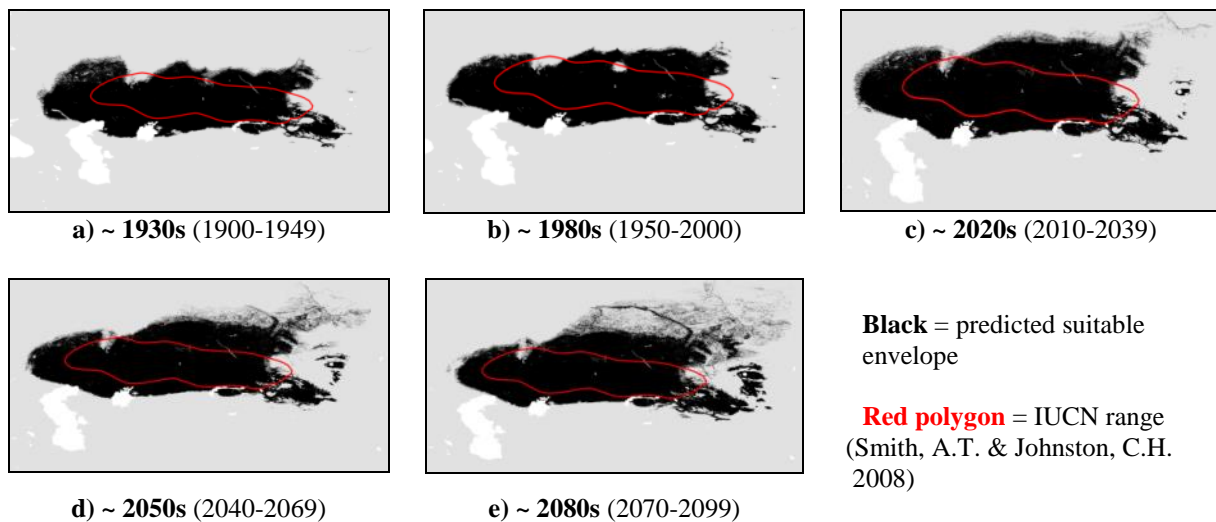 a) ~ 1930s (1900-1949)
b) ~ 1980s (1950-2000)
c) ~ 2020s (2010-2039)
d) ~ 2050s (2040-2069)
e) ~ 2080s (2070-2099)
Black = predicted suitable
envelope
Red polygon = IUCN range
(Smith, A.T. & Johnston, C.H.
2008)